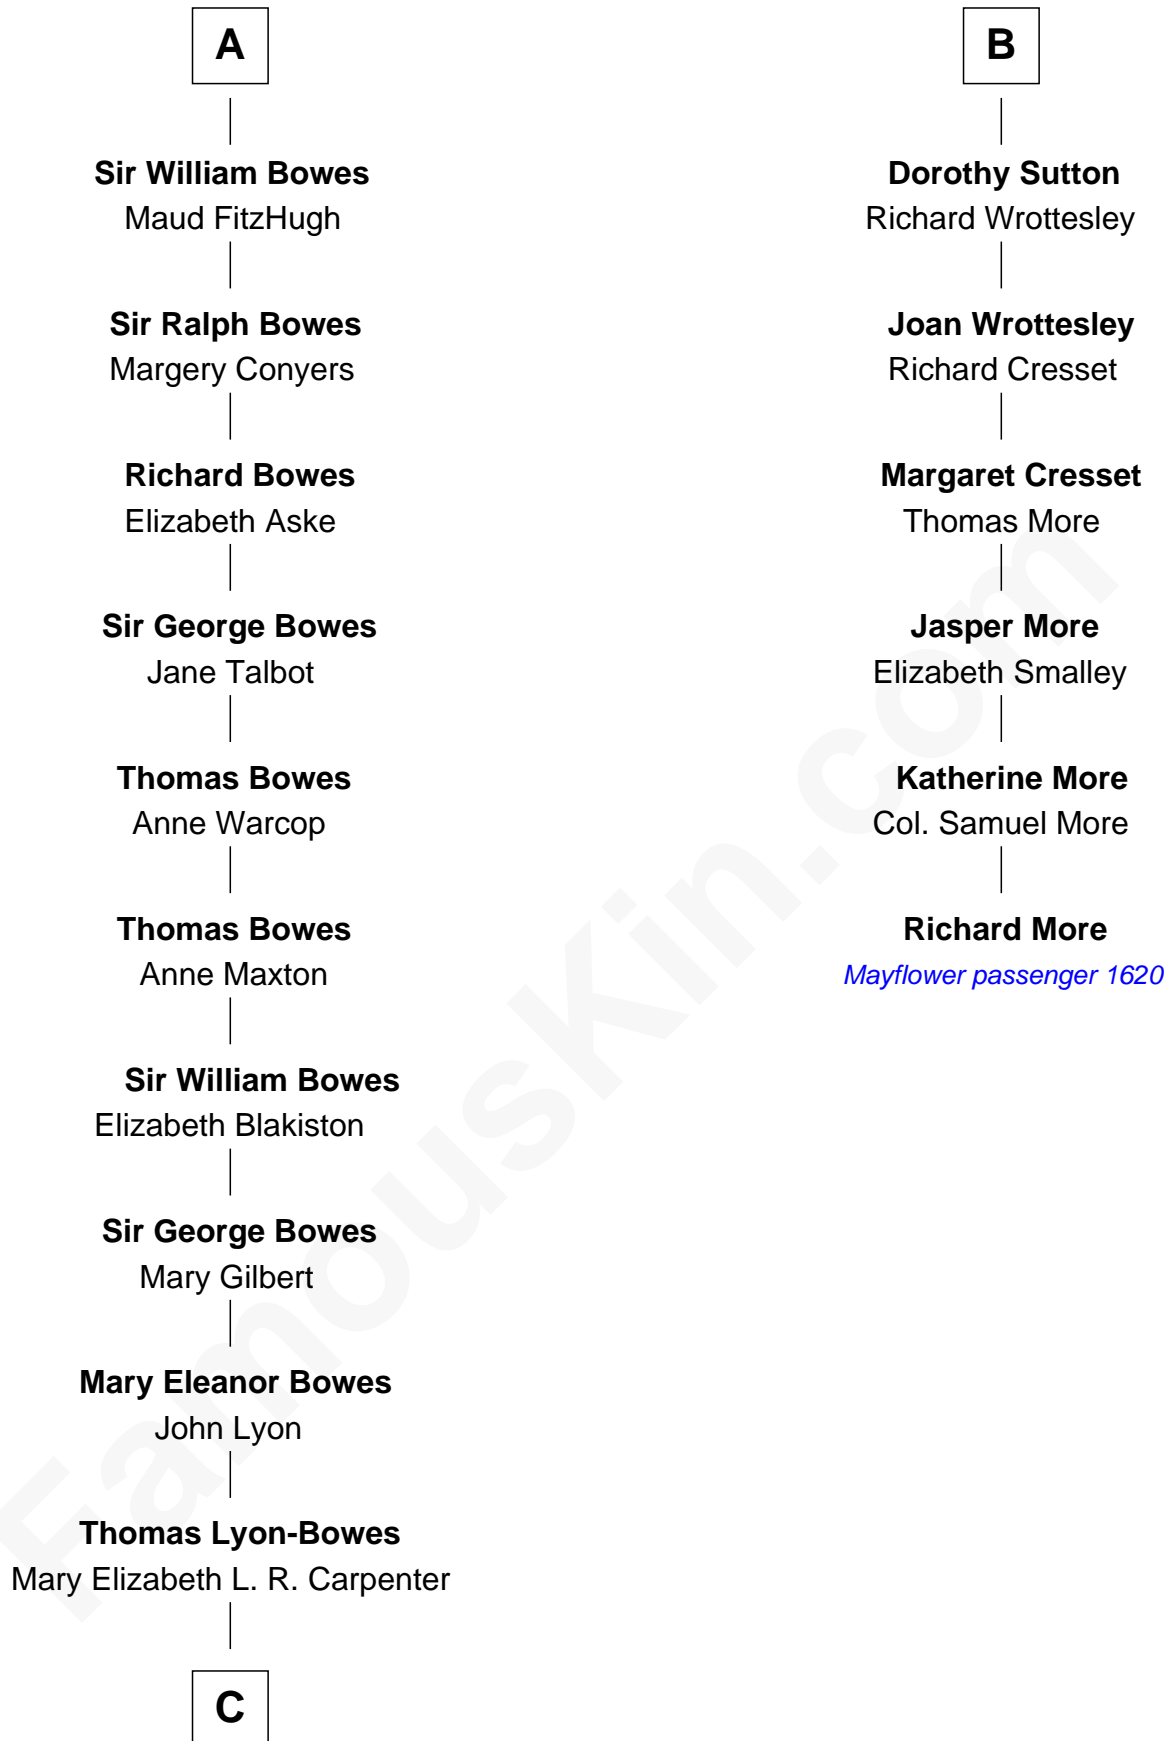 A
Sir William Bowes
Maud FitzHugh
Sir Ralph Bowes
Margery Conyers
Richard Bowes
Elizabeth Aske
Sir George Bowes
Jane Talbot
Thomas Bowes
Anne Warcop
Thomas Bowes
Anne Maxton
Sir William Bowes
Elizabeth Blakiston
Sir George Bowes
Mary Gilbert
Mary Eleanor Bowes
John Lyon
Thomas Lyon-Bowes
Mary Elizabeth L. R. Carpenter
C
B
Dorothy Sutton
Richard Wrottesley
Joan Wrottesley
Richard Cresset
Margaret Cresset
Thomas More
Jasper More
Elizabeth Smalley
Katherine More
Col. Samuel More
Richard More
Mayflower passenger 1620
FamousKin.com